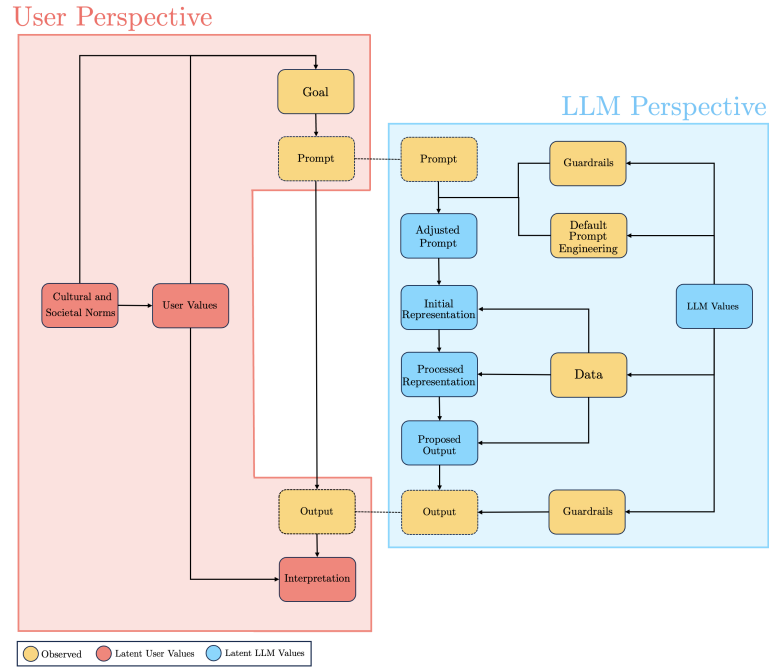 User Perspective
LLM Perspective
Goal
Prompt
Prompt
Guardrails
Adjusted
Prompt
Default
Prompt
Engineering
Cultural and
Societal Norms
User Values
Initial
Representation
LLM Values
Processed
Representation
Data
Proposed
Output
Output
Output
Guardrails
Interpretation
Observed
Latent User Values
Latent LLM Values